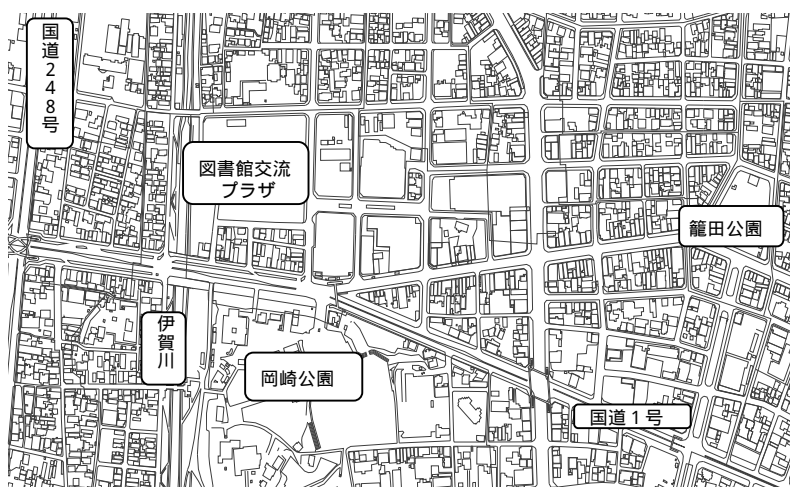 国道２４８号
図書館交流
プラザ
籠田公園
伊賀川
岡崎公園
国道１号